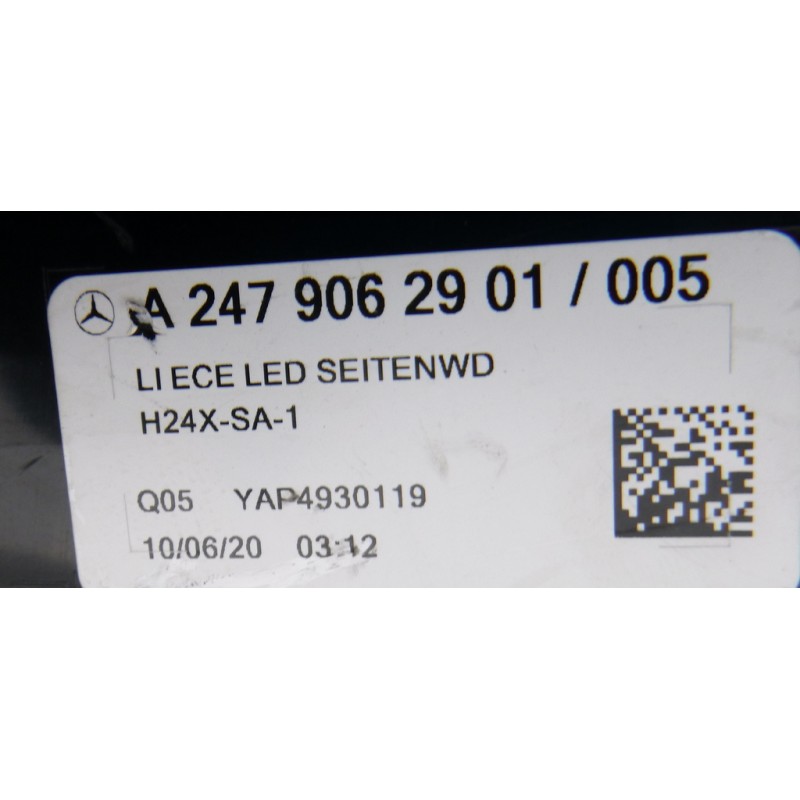 A 247 906 29 01 / 005
LI ECE LED SEITENWD
H24X-SA-1
Q05 YAP4930119
10/06/20 03:12